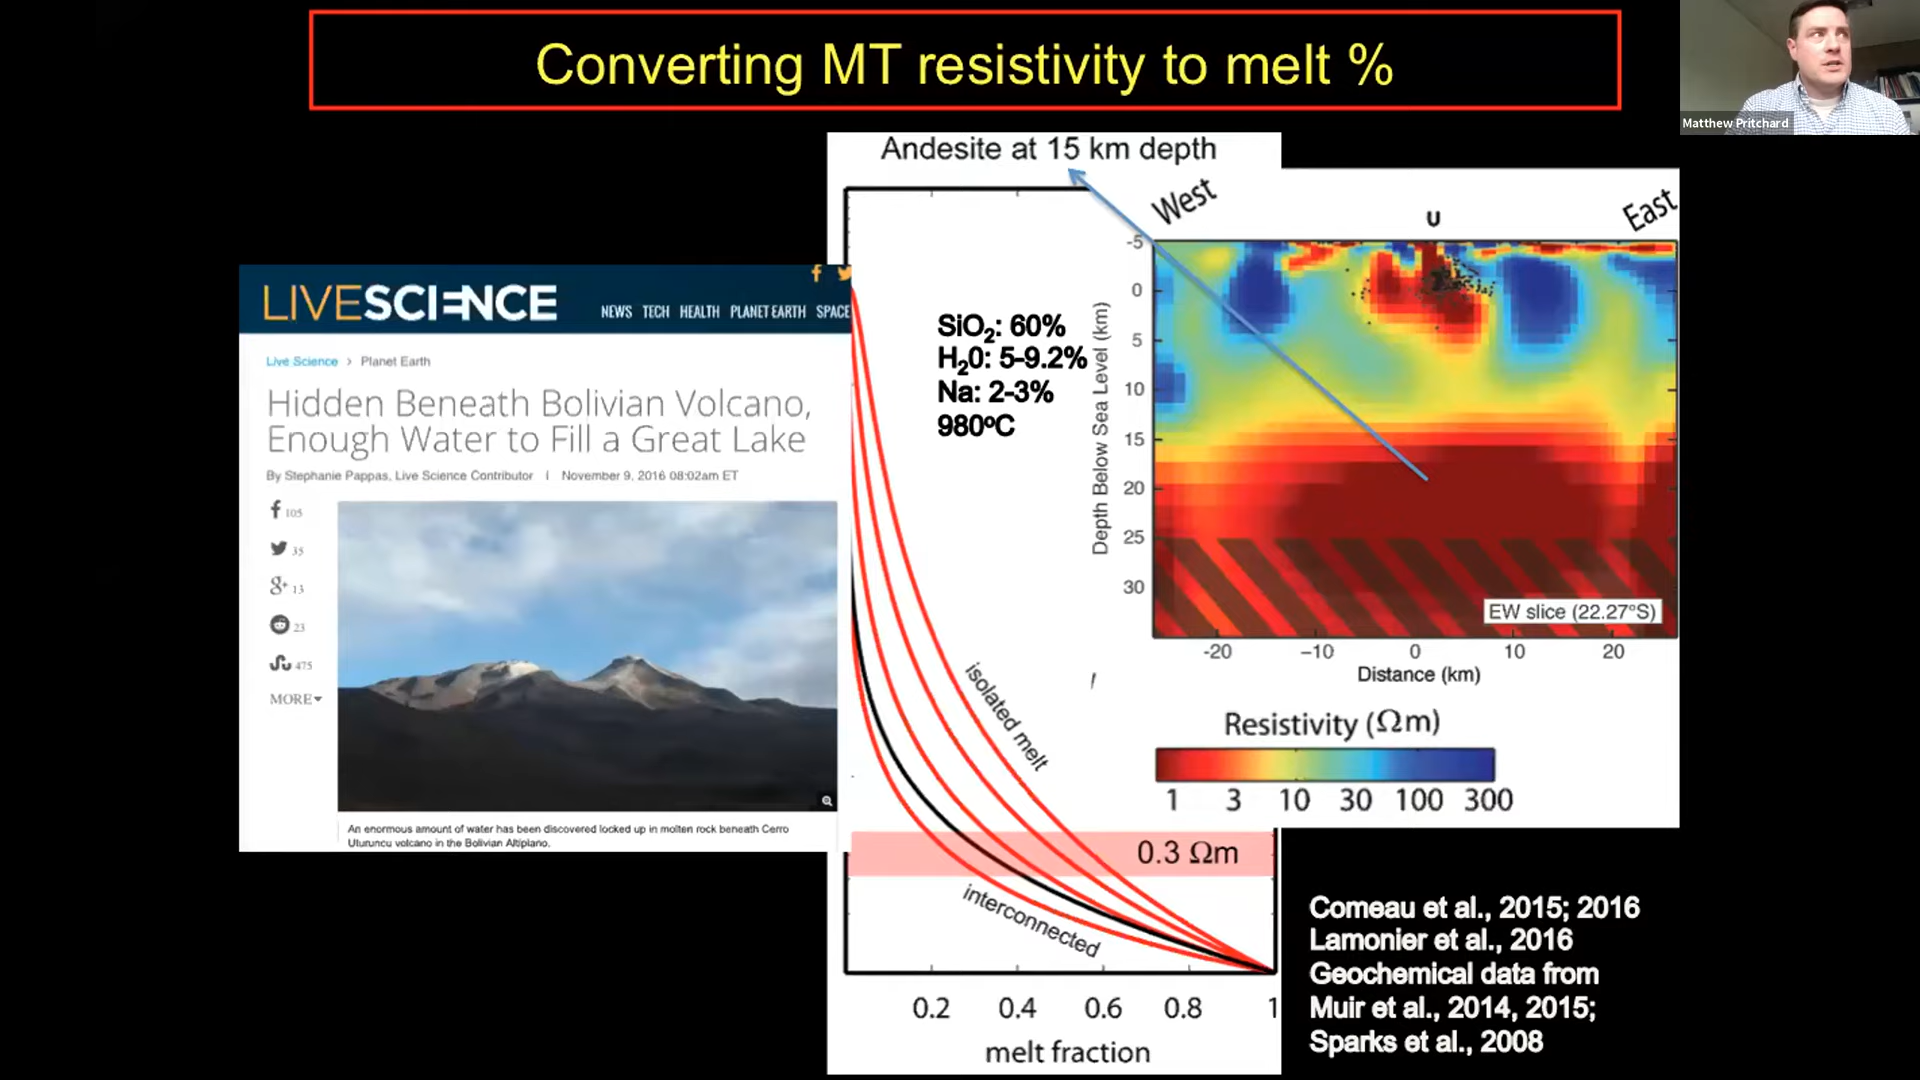 Converting MT resistivity to melt %
Matthew Pritchard
Andesite at 15 km depth
LIVESCIENCE
NEWS TECH HEALTH PLANET EARTH SPACE
Live Science > Planet Earth
Hidden Beneath Bolivian Volcano,
Enough Water to Fill a Great Lake
By Stephanie Pappas, Live Science Contributor | November 9, 2016 08:02am ET
105
35
g+ 13
23
475
MORE
An enormous amount of water has been discovered locked up in molten rock beneath Cerro
Uturuncu volcano in the Bolivian Altiplano.
SiO₂: 60%
H₂0: 5-9.2%
Na: 2-3%
980ºC
isolated melt
interconnected
0.3 Ωm
0.2 0.4 0.6 0.8 1
melt fraction
West
U
East
Depth Below Sea Level (km)
-5
0
5
10
15
20
25
30
EW slice (22.27°S)
-20 -10 0 10 20
Distance (km)
Resistivity (Ωm)
1 3 10 30 100 300
Comeau et al., 2015; 2016
Lamonier et al., 2016
Geochemical data from
Muir et al., 2014, 2015;
Sparks et al., 2008